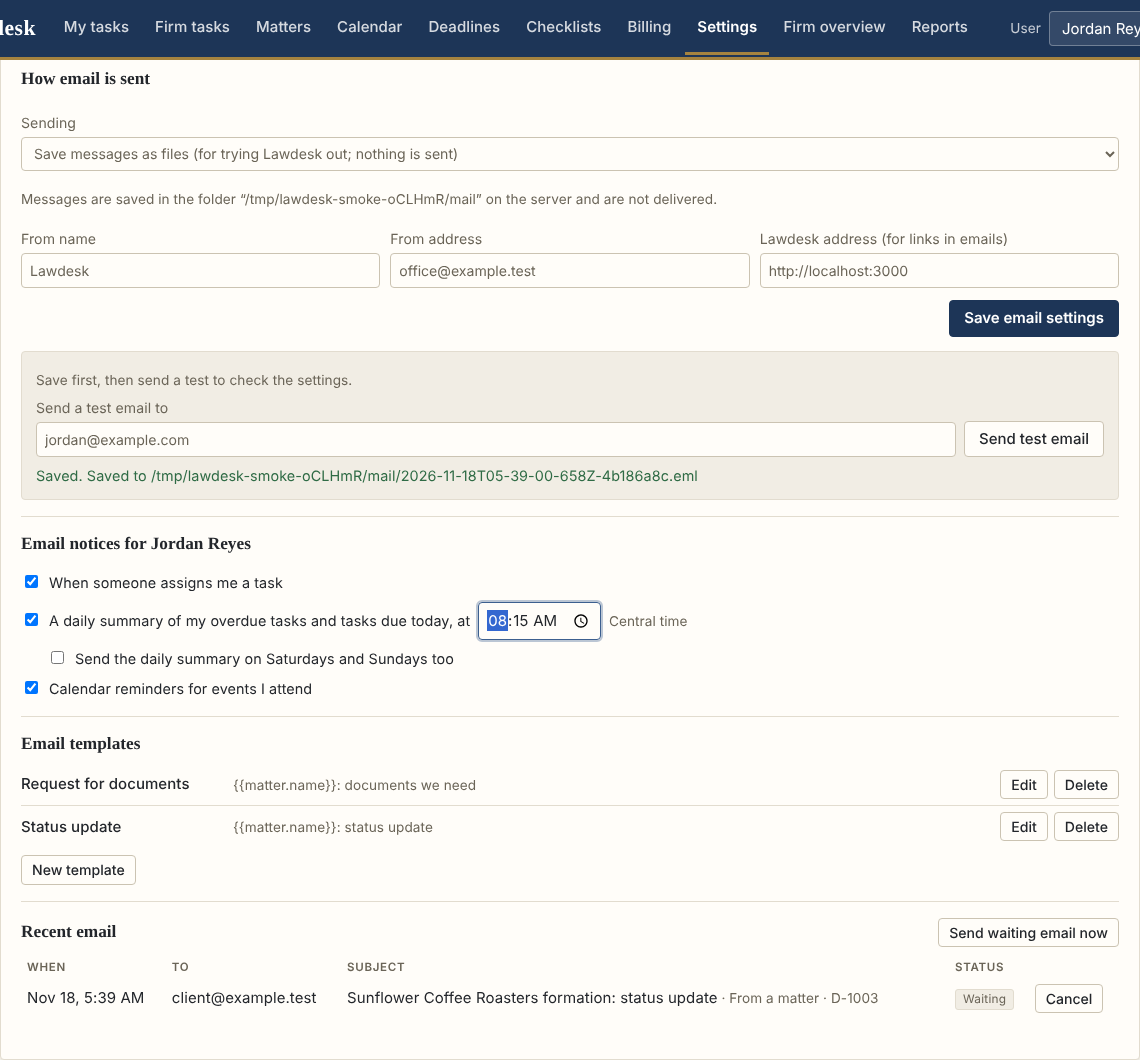 desk My tasks Firm tasks Matters Calendar Deadlines Checklists Billing Settings Firm overview Reports User Jordan Rey
How email is sent
Sending
Save messages as files (for trying Lawdesk out; nothing is sent)
Messages are saved in the folder “/tmp/lawdesk-smoke-oCLHmR/mail” on the server and are not delivered.
From name From address Lawdesk address (for links in emails)
Lawdesk office@example.test http://localhost:3000
Save email settings
Save first, then send a test to check the settings.
Send a test email to
jordan@example.com Send test email
Saved. Saved to /tmp/lawdesk-smoke-oCLHmR/mail/2026-11-18T05-39-00-658Z-4b186a8c.eml
Email notices for Jordan Reyes
When someone assigns me a task
A daily summary of my overdue tasks and tasks due today, at 08:15 AM Central time
Send the daily summary on Saturdays and Sundays too
Calendar reminders for events I attend
Email templates
Request for documents {{matter.name}}: documents we need Edit Delete
Status update {{matter.name}}: status update Edit Delete
New template
Recent email Send waiting email now
WHEN TO SUBJECT STATUS
Nov 18, 5:39 AM client@example.test Sunflower Coffee Roasters formation: status update · From a matter · D-1003 Waiting Cancel